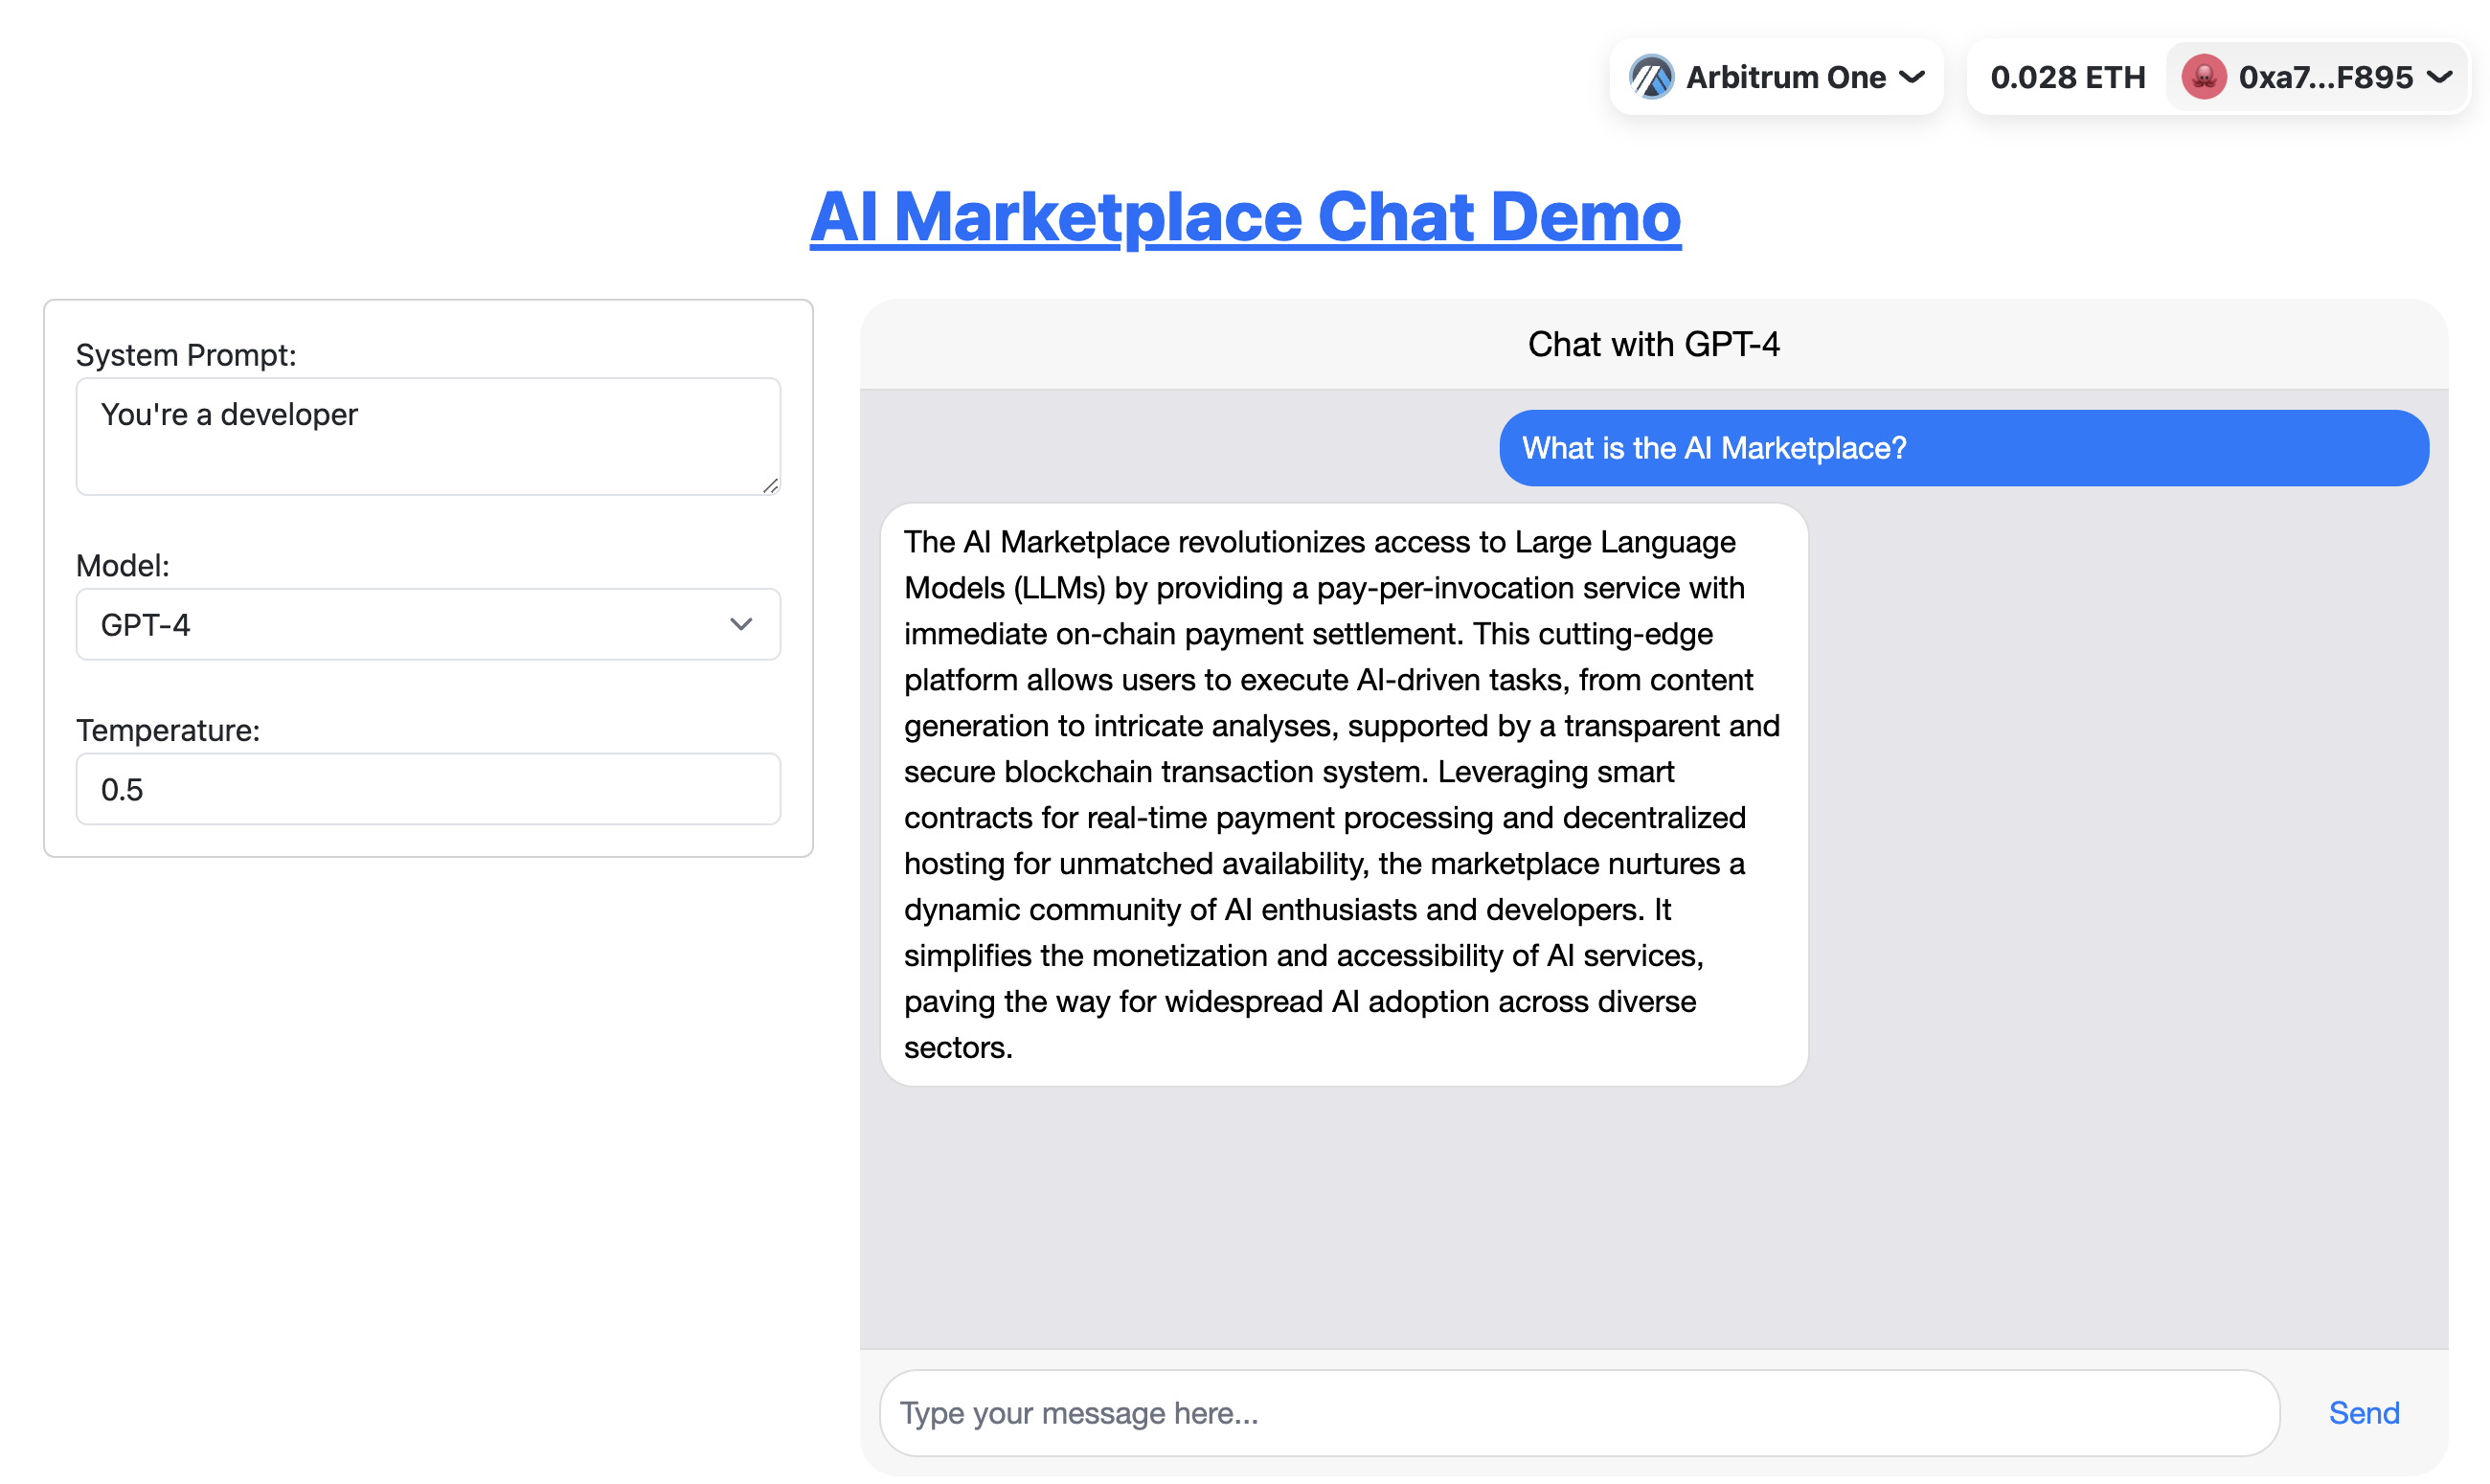 Arbitrum One
0.028 ETH
0xa7...F895
AI Marketplace Chat Demo
System Prompt:
You're a developer
Model:
GPT-4
Temperature:
0.5
Chat with GPT-4
What is the AI Marketplace?
The AI Marketplace revolutionizes access to Large Language
Models (LLMs) by providing a pay-per-invocation service with
immediate on-chain payment settlement. This cutting-edge
platform allows users to execute AI-driven tasks, from content
generation to intricate analyses, supported by a transparent and
secure blockchain transaction system. Leveraging smart
contracts for real-time payment processing and decentralized
hosting for unmatched availability, the marketplace nurtures a
dynamic community of AI enthusiasts and developers. It
simplifies the monetization and accessibility of AI services,
paving the way for widespread AI adoption across diverse
sectors.
Type your message here...
Send